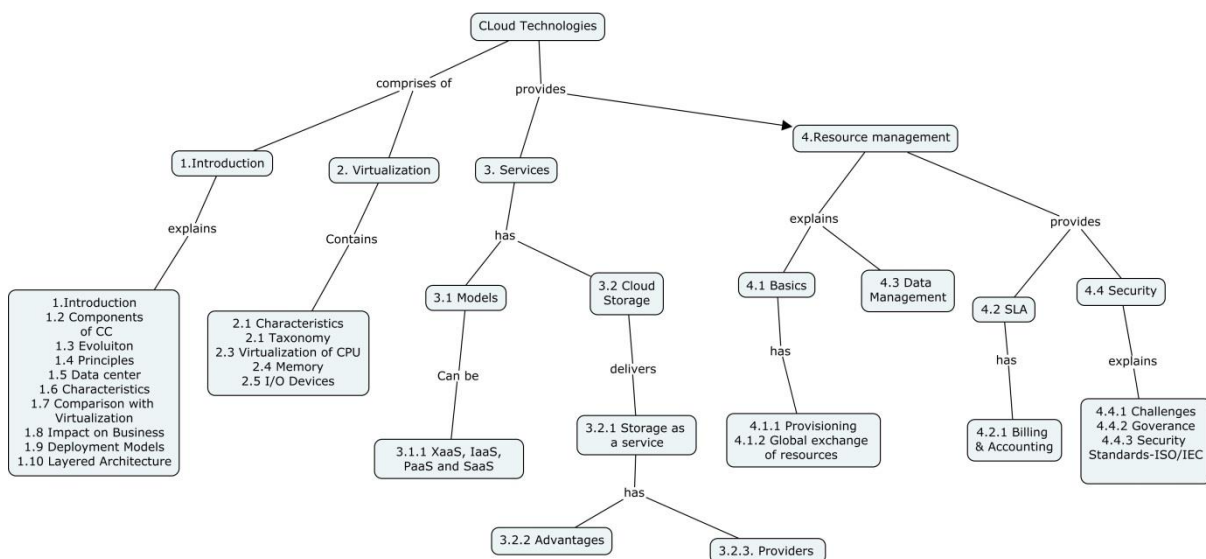 CLoud Technologies
comprises of
provides
1.Introduction
2. Virtualization
3. Services
4.Resource management
explains
Contains
has
explains
provides
1.Introduction
1.2 Components
of CC
1.3 Evoluiton
1.4 Principles
1.5 Data center
1.6 Characteristics
1.7 Comparison with
Virtualization
1.8 Impact on Business
1.9 Deployment Models
1.10 Layered Architecture
2.1 Characteristics
2.1 Taxonomy
2.3 Virtualization of CPU
2.4 Memory
2.5 I/O Devices
3.1 Models
3.2 Cloud
Storage
4.1 Basics
4.3 Data
Management
4.2 SLA
4.4 Security
Can be
delivers
has
has
explains
3.1.1 XaaS, IaaS,
PaaS and SaaS
3.2.1 Storage as
a service
4.1.1 Provisioning
4.1.2 Global exchange
of resources
4.2.1 Billing
& Accounting
4.4.1 Challenges
4.4.2 Goverance
4.4.3 Security
Standards-ISO/IEC
has
3.2.2 Advantages
3.2.3. Providers